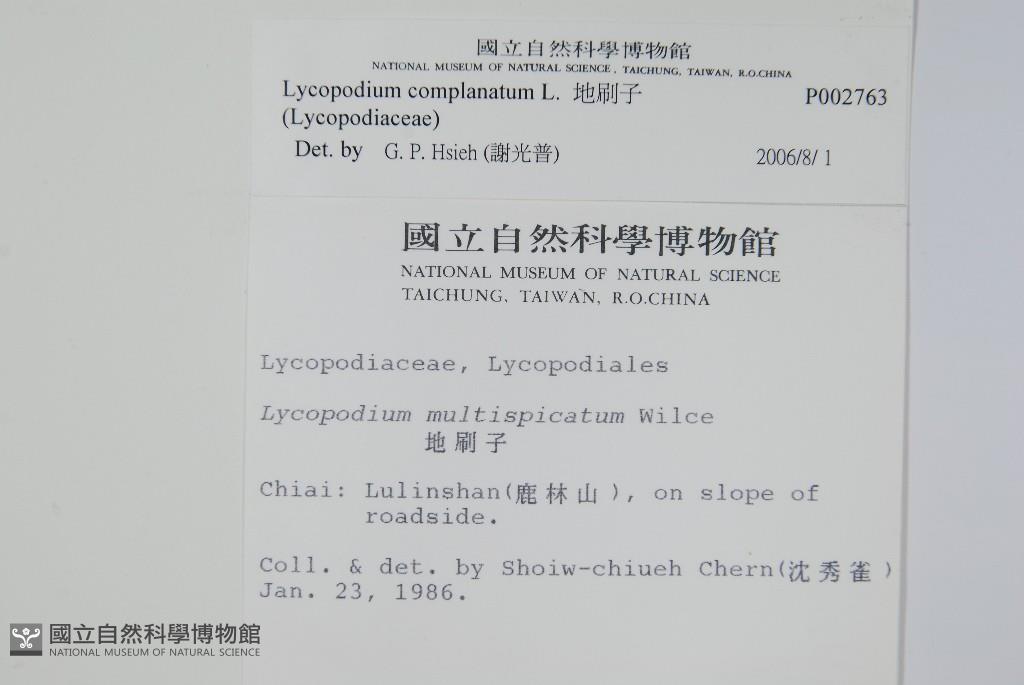 國立自然科學博物館
NATIONAL MUSEUM OF NATURAL SCIENCE, TAICHUNG, TAIWAN, R.O.CHINA
Lycopodium complanatum L. 地刷子 P002763
(Lycopodiaceae)
Det. by G. P. Hsieh (謝光普) 2006/8/1
國立自然科學博物館
NATIONAL MUSEUM OF NATURAL SCIENCE
TAICHUNG, TAIWAN, R.O.CHINA
Lycopodiaceae, Lycopodiales
Lycopodium multispicatum Wilce
地刷子
Chiai: Lulinshan(鹿林山), on slope of
roadside.
Coll. & det. by Shoiw-chiueh Chern(沈秀雀)
Jan. 23, 1986.
國立自然科學博物館
NATIONAL MUSEUM OF NATURAL SCIENCE